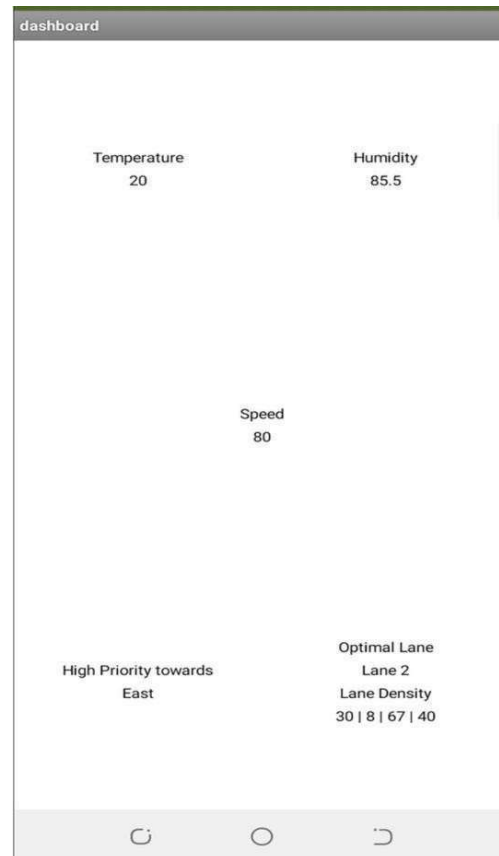 dashboard
Temperature
20
Humidity
85.5
Speed
80
High Priority towards
East
Optimal Lane
Lane 2
Lane Density
30 | 8 | 67 | 40